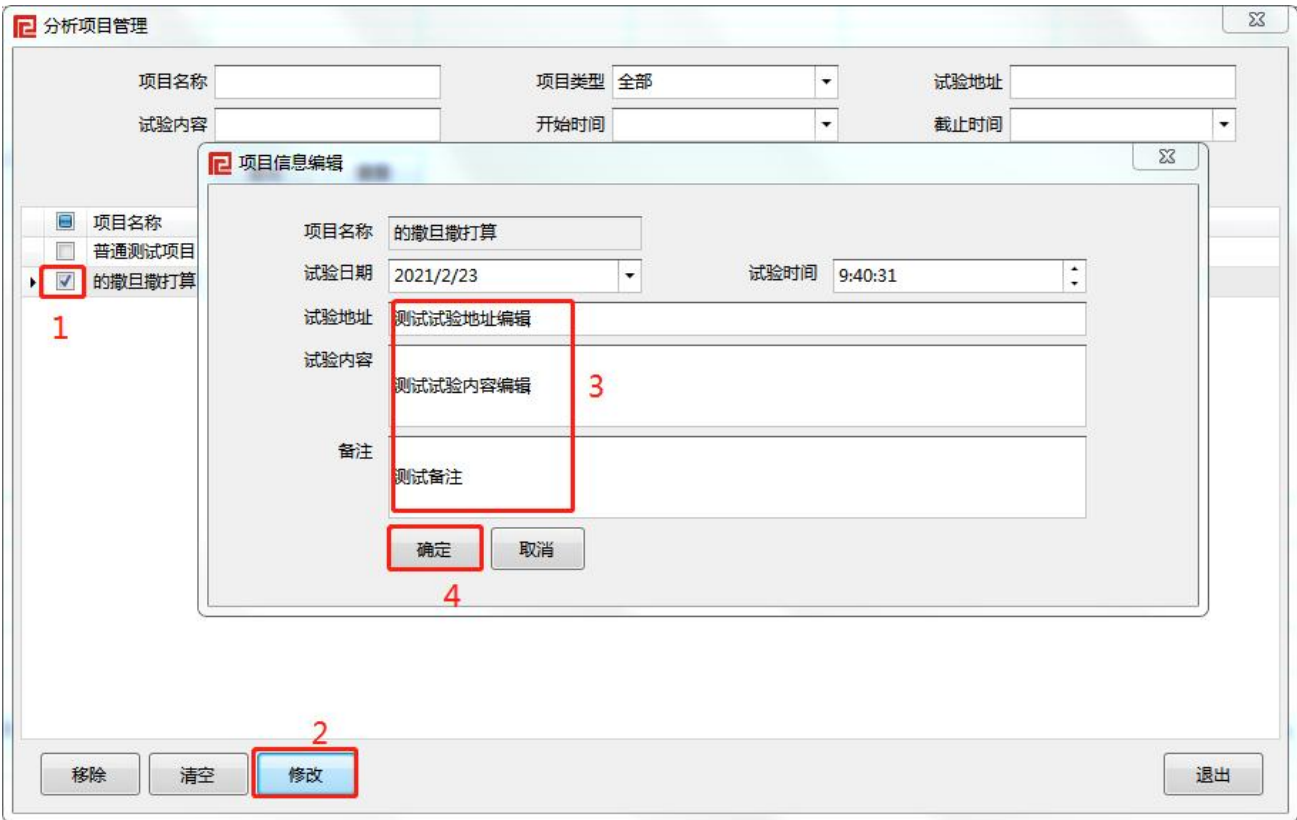 分析项目管理
项目名称 项目类型 全部 试验地址
试验内容 开始时间 截止时间
项目信息编辑
项目名称
普通测试项目
的撒旦撒打算
1
项目名称 的撒旦撒打算
试验日期 2021/2/23 试验时间 9:40:31
试验地址 测试试验地址编辑
试验内容 测试试验内容编辑 3
备注 测试备注
确定 取消
4
2
移除 清空 修改 退出